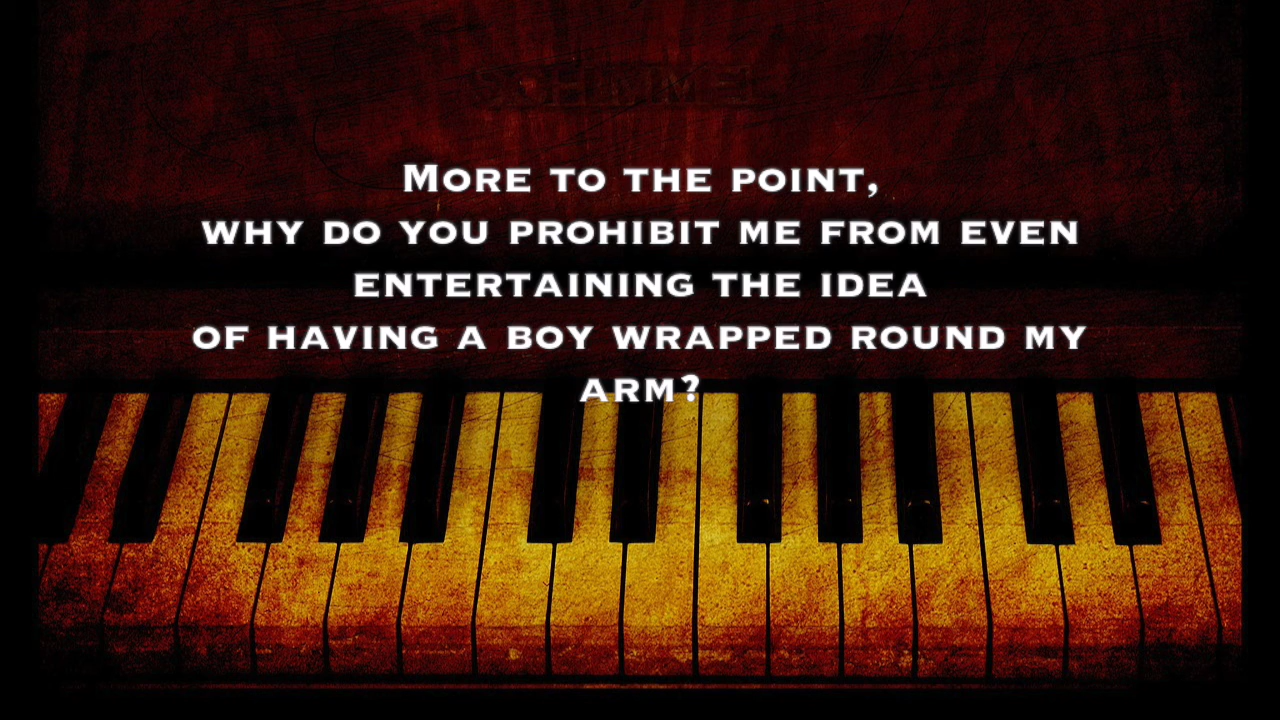 SCHIMMEL
More to the point,
why do you prohibit me from even
entertaining the idea
of having a boy wrapped round my
arm?